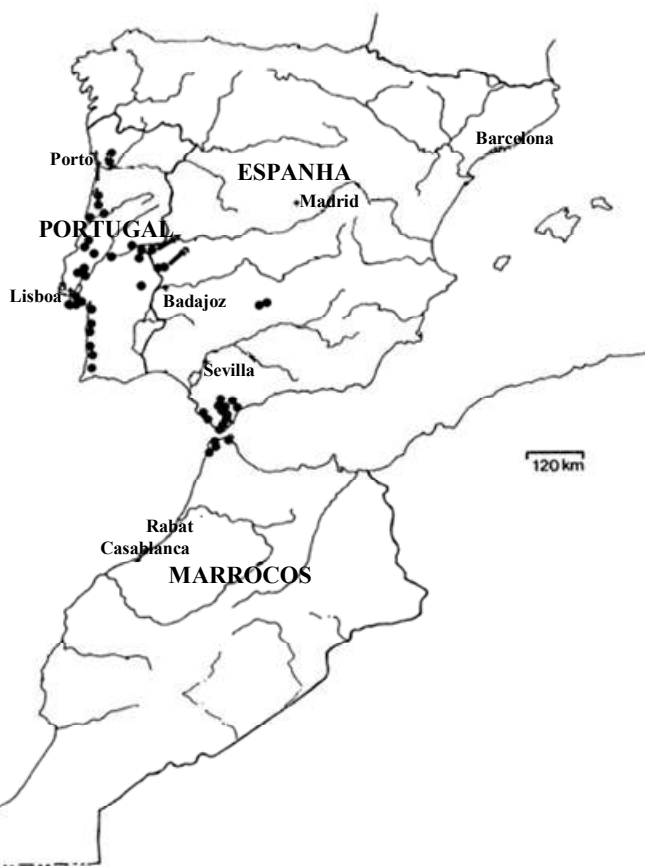 Barcelona
Porto
ESPANHA
Madrid
PORTUGAL
Lisboa
Badajoz
Sevilla
120 km
Rabat
Casablanca
MARROCOS